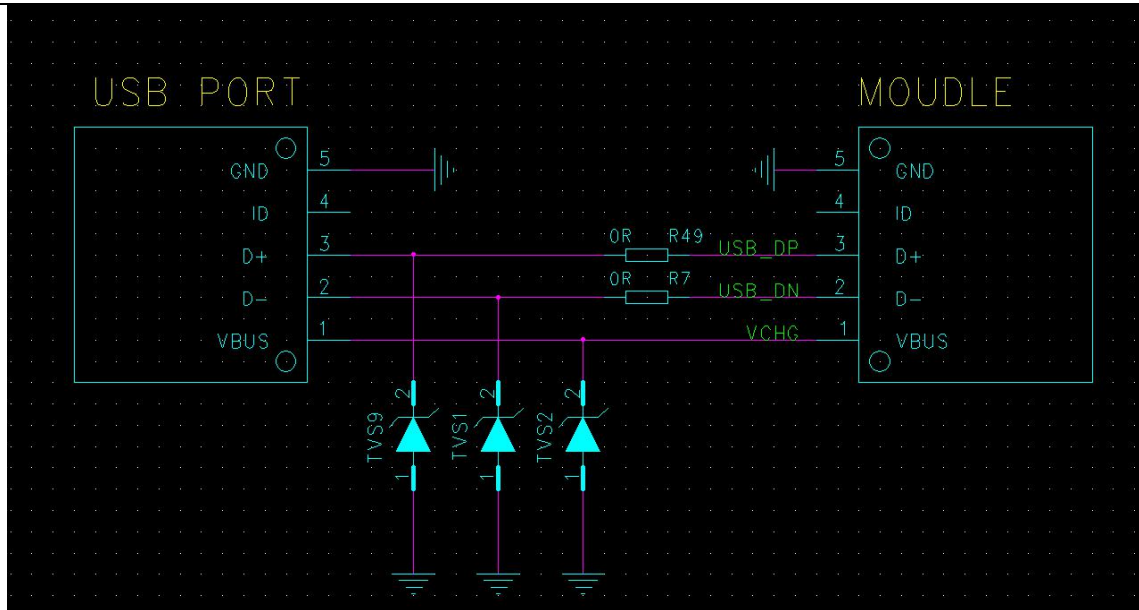 USB PORT
MOUDLE
GND 5
5 GND
ID 4
4 ID
D+ 3
0R R49 USB_DP
3 D+
D- 2
0R R7 USB_DN
2 D-
VBUS 1
VCHG
1 VBUS
TVS9 2 1
TVS1 2 1
TVS2 2 1